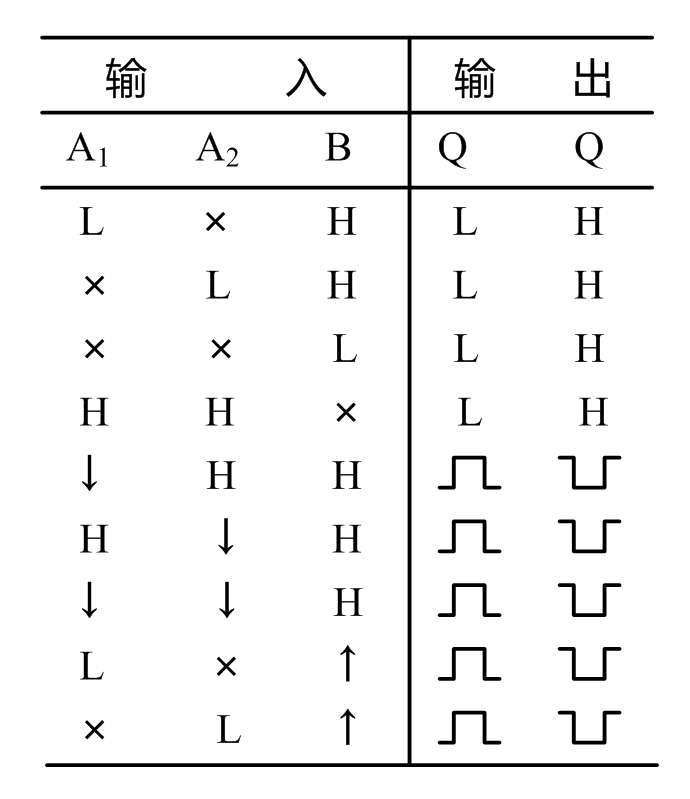 输 入 输 出
A₁ A₂ B Q Q
L × H L H
× L H L H
× × L L H
H H × L H
↓ H H
H ↓ H
↓ ↓ H
L × ↑
× L ↑